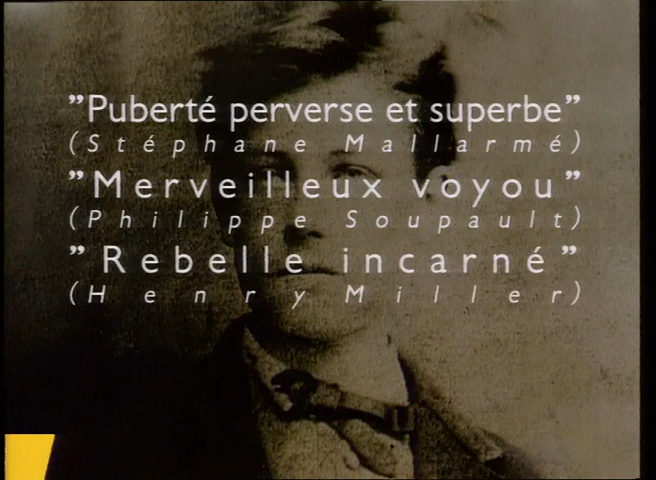 ”Puberté perverse et superbe”
(Stéphane Mallarmé)
”Merveilleux voyou”
(Philippe Soupault)
”Rebelle incarné”
(Henry Miller)